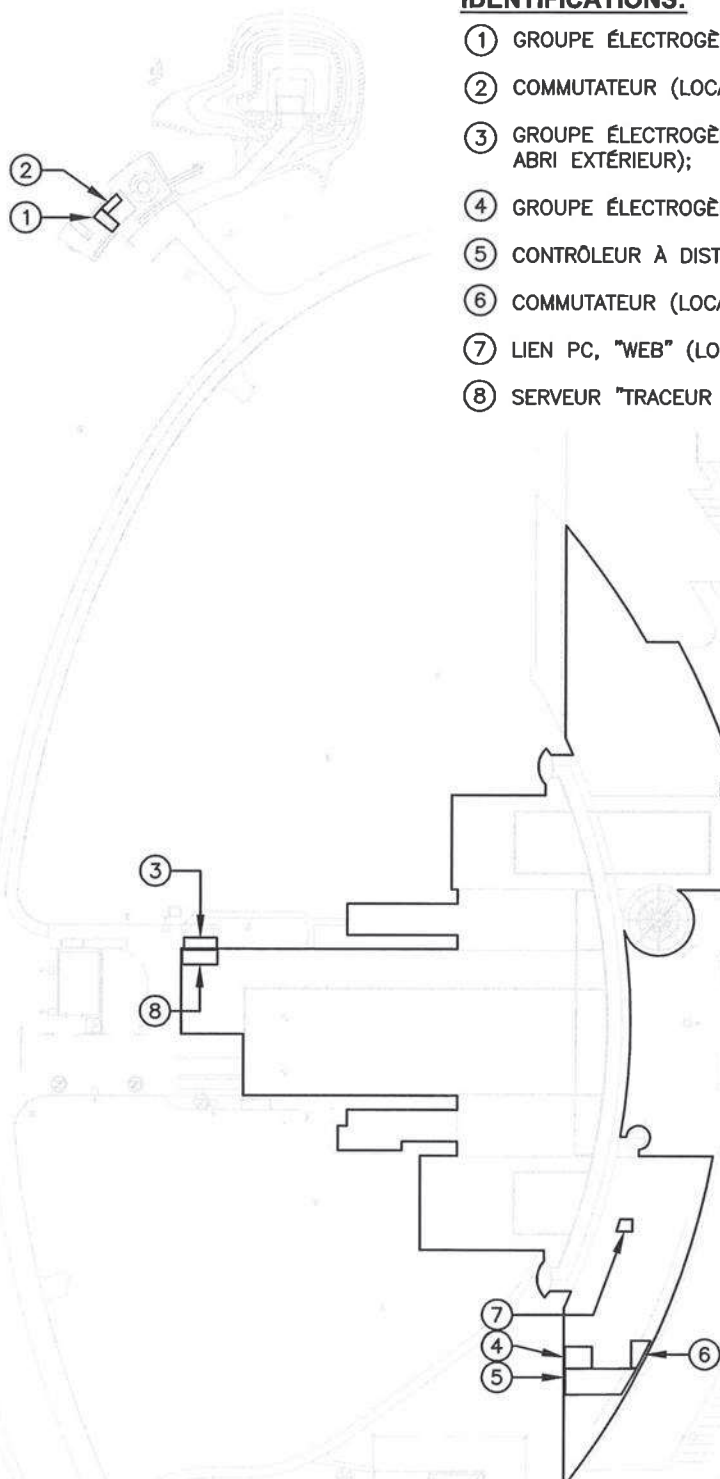 IDENTIFICATIONS:
① GROUPE ÉLECTROGÈ
② COMMUTATEUR (LOCA
③ GROUPE ÉLECTROGÈ
ABRI EXTÉRIEUR);
④ GROUPE ÉLECTROGÈ
⑤ CONTRÔLEUR À DIST
⑥ COMMUTATEUR (LOCA
⑦ LIEN PC, "WEB" (LO
⑧ SERVEUR "TRACEUR
②
①
③
⑧
⑦
④
⑥
⑤